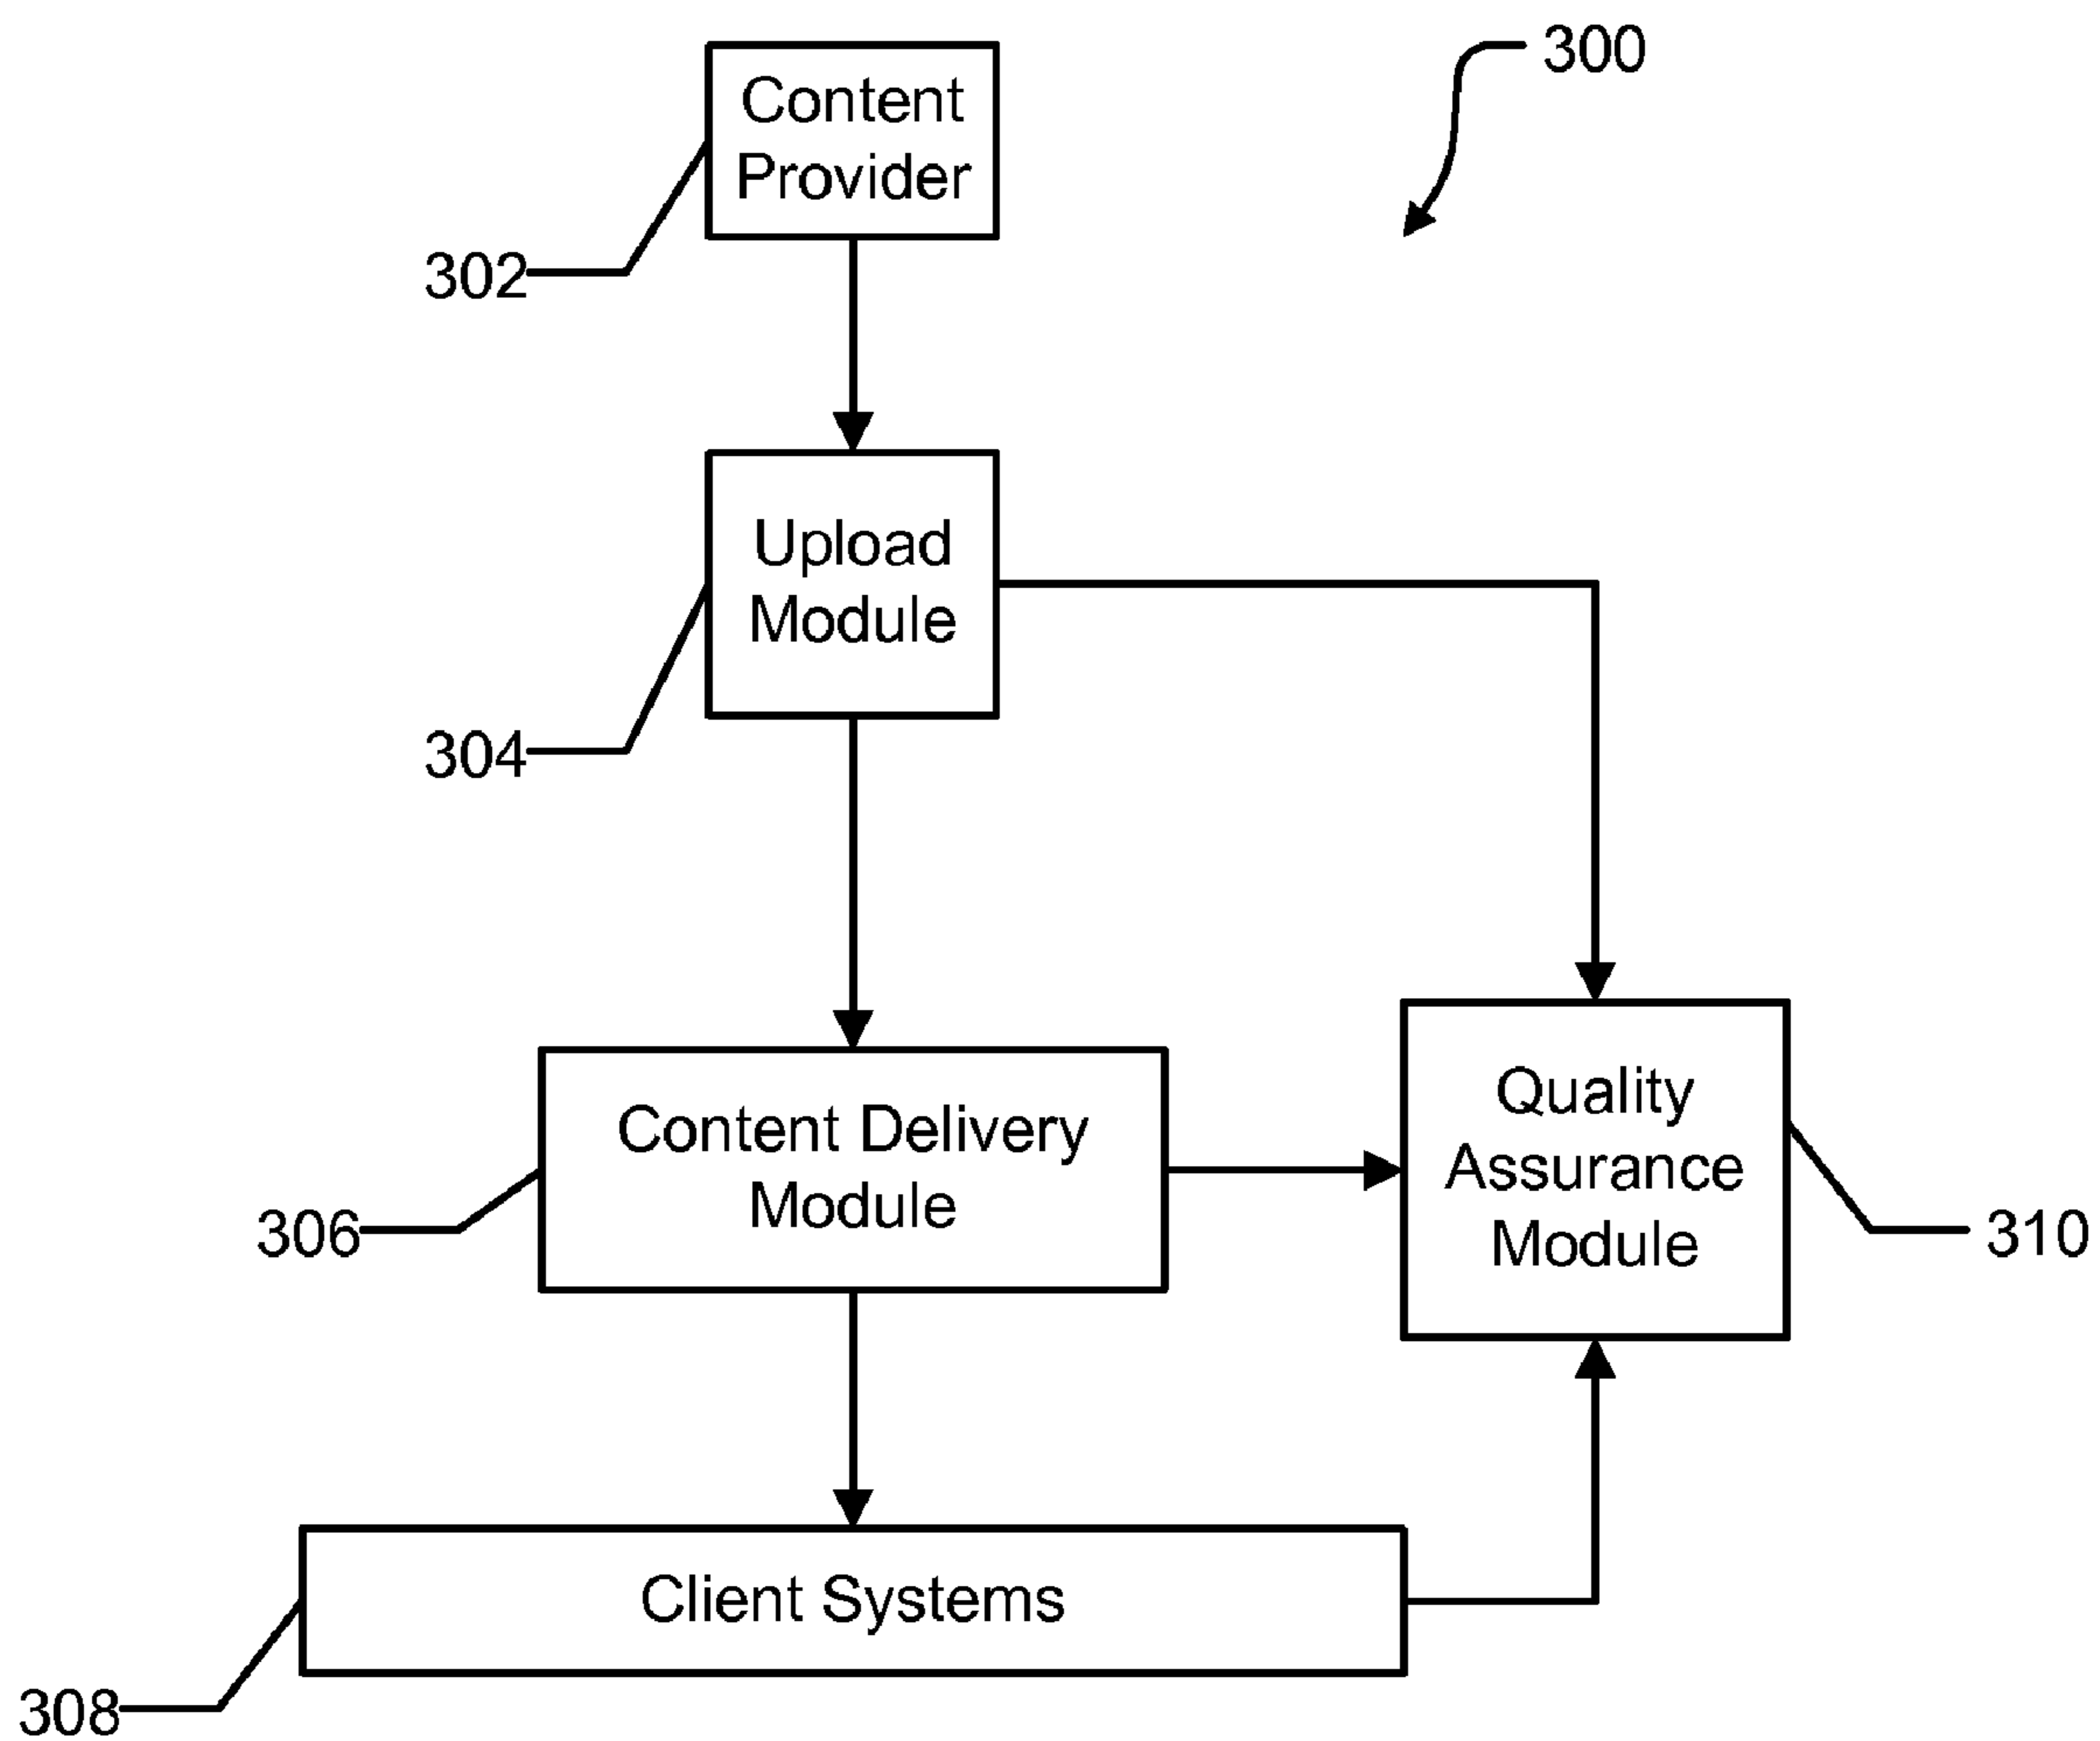 Content
Provider
300
302
Upload
Module
304
Content Delivery
Module
306
Quality
Assurance
Module
310
Client Systems
308